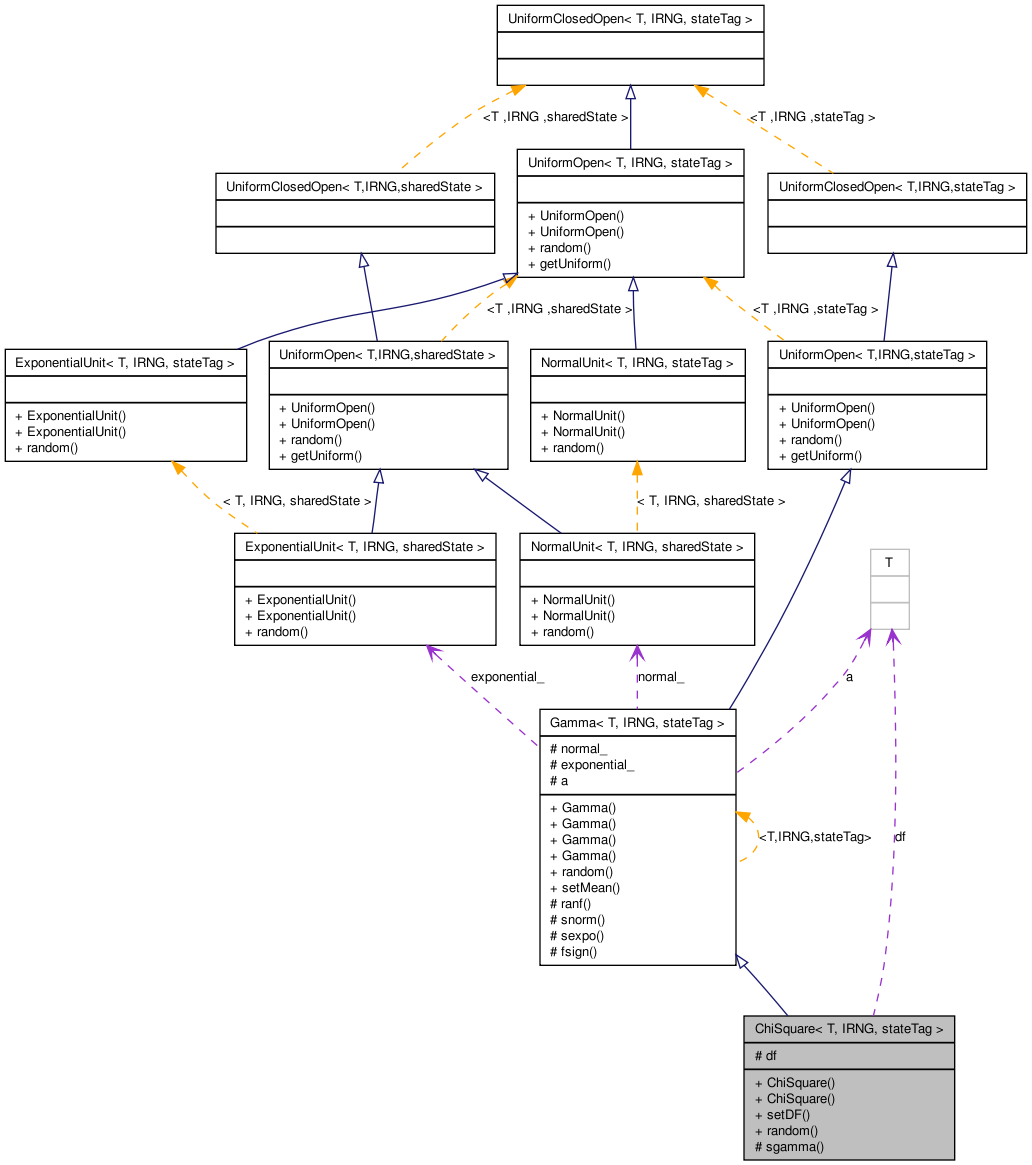 UniformClosedOpen< T, IRNG, stateTag >
<T ,IRNG ,sharedState >
<T ,IRNG ,stateTag >
UniformOpen< T, IRNG, stateTag >
+ UniformOpen()
+ UniformOpen()
+ random()
+ getUniform()
UniformClosedOpen< T,IRNG,sharedState >
UniformClosedOpen< T,IRNG,stateTag >
<T ,IRNG ,sharedState >
<T ,IRNG ,stateTag >
ExponentialUnit< T, IRNG, stateTag >
+ ExponentialUnit()
+ ExponentialUnit()
+ random()
UniformOpen< T,IRNG,sharedState >
+ UniformOpen()
+ UniformOpen()
+ random()
+ getUniform()
NormalUnit< T, IRNG, stateTag >
+ NormalUnit()
+ NormalUnit()
+ random()
UniformOpen< T,IRNG,stateTag >
+ UniformOpen()
+ UniformOpen()
+ random()
+ getUniform()
< T, IRNG, sharedState >
< T, IRNG, sharedState >
ExponentialUnit< T, IRNG, sharedState >
+ ExponentialUnit()
+ ExponentialUnit()
+ random()
NormalUnit< T, IRNG, sharedState >
+ NormalUnit()
+ NormalUnit()
+ random()
T
exponential_
normal_
a
Gamma< T, IRNG, stateTag >
# normal_
# exponential_
# a
+ Gamma()
+ Gamma()
+ Gamma()
+ Gamma()
+ random()
+ setMean()
# ranf()
# snorm()
# sexpo()
# fsign()
<T,IRNG,stateTag>
df
ChiSquare< T, IRNG, stateTag >
# df
+ ChiSquare()
+ ChiSquare()
+ setDF()
+ random()
# sgamma()